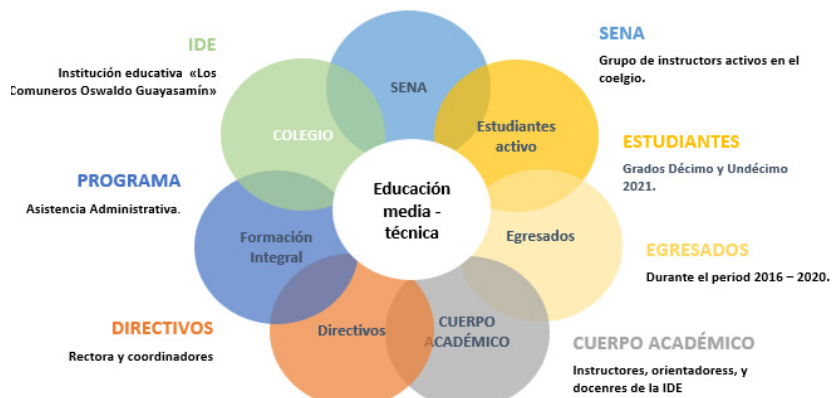 IDE
Institución educativa «Los
Comuneros Oswaldo Guayasamín»
PROGRAMA
Asistencia Administrativa.
DIRECTIVOS
Rectora y coordinadores
SENA
COLEGIO
Estudiantes
activo
Educación
media -
técnica
Formación
Integral
Egresados
Directivos
CUERPO
ACADÉMICO
SENA
Grupo de instructors activos en el
coelgio.
ESTUDIANTES
Grados Décimo y Undécimo
2021.
EGRESADOS
Durante el period 2016 – 2020.
CUERPO ACADÉMICO
Instructores, orientadoress, y
docenres de la IDE